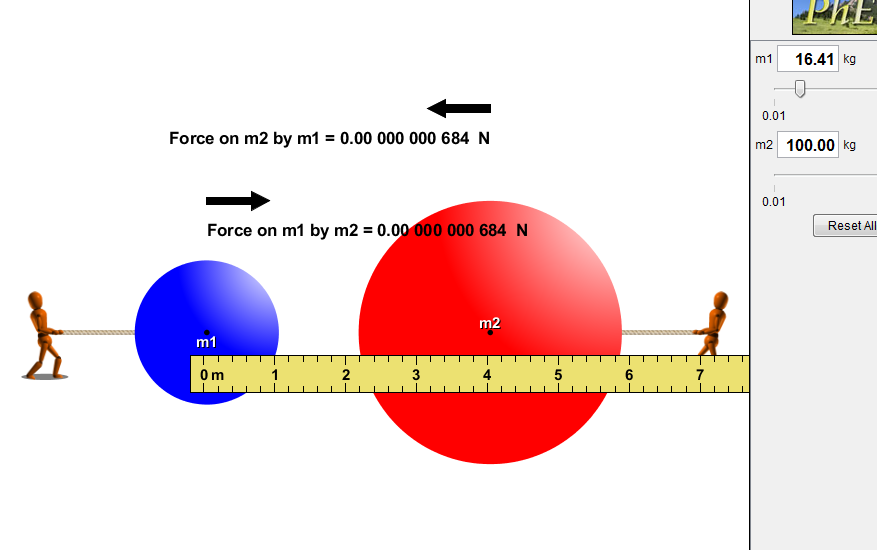 PhE
m1 16.41 kg
0.01
m2 100.00 kg
0.01
Reset All
Force on m2 by m1 = 0.00 000 000 684 N
Force on m1 by m2 = 0.00 000 000 684 N
m1
m2
0 m 1 2 3 4 5 6 7